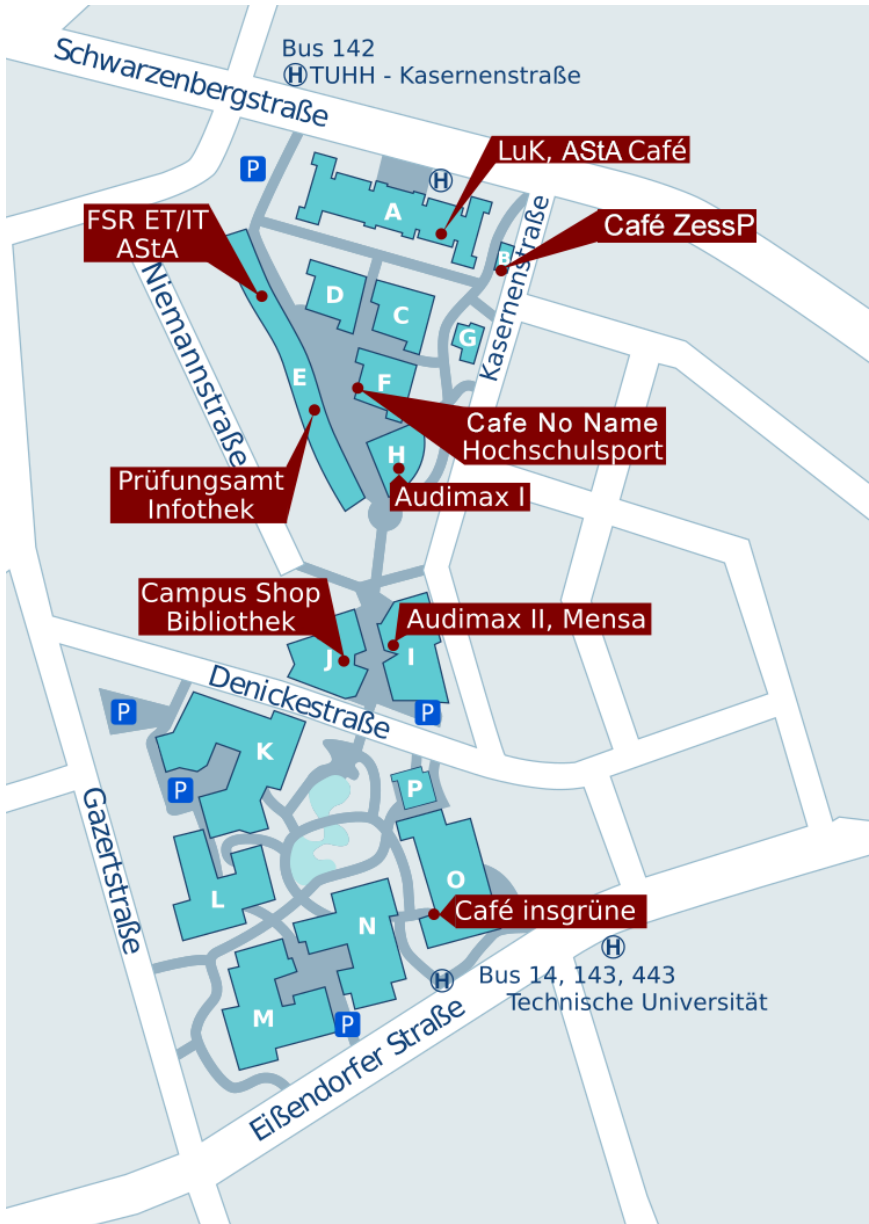 Bus 142
Ⓗ TUHH - Kasernenstraße
Schwarzenbergstraße
LuK, AStA Café
P
H
A
FSR ET/IT
AStA
Café ZessP
B
Kasernenstraße
Niemannstraße
D
C
G
E
F
Cafe No Name
Hochschulsport
H
Prüfungsamt
Infothek
Audimax I
Campus Shop
Bibliothek
Audimax II, Mensa
J
I
Denickestraße
P
P
K
P
P
Gazertstraße
L
O
Café insgrüne
N
H
H
Bus 14, 143, 443
Technische Universität
M
P
Eißendorfer Straße